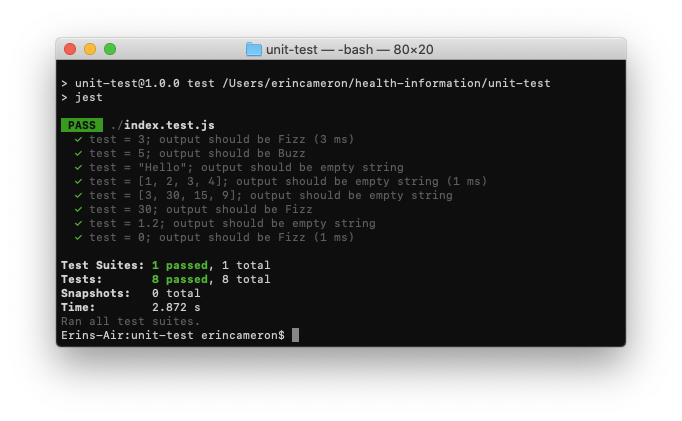 unit-test — -bash — 80×20
> unit-test@1.0.0 test /Users/erincameron/health-information/unit-test
> jest
PASS ./index.test.js
✓ test = 3; output should be Fizz (3 ms)
✓ test = 5; output should be Buzz
✓ test = "Hello"; output should be empty string
✓ test = [1, 2, 3, 4]; output should be empty string (1 ms)
✓ test = [3, 30, 15, 9]; output should be empty string
✓ test = 30; output should be Fizz
✓ test = 1.2; output should be empty string
✓ test = 0; output should be Fizz (1 ms)
Test Suites: 1 passed, 1 total
Tests: 8 passed, 8 total
Snapshots: 0 total
Time: 2.872 s
Ran all test suites.
Erins-Air:unit-test erincameron$